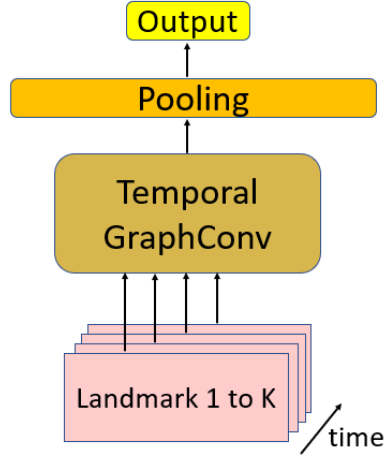 Output
Pooling
Temporal
GraphConv
Landmark 1 to K
time